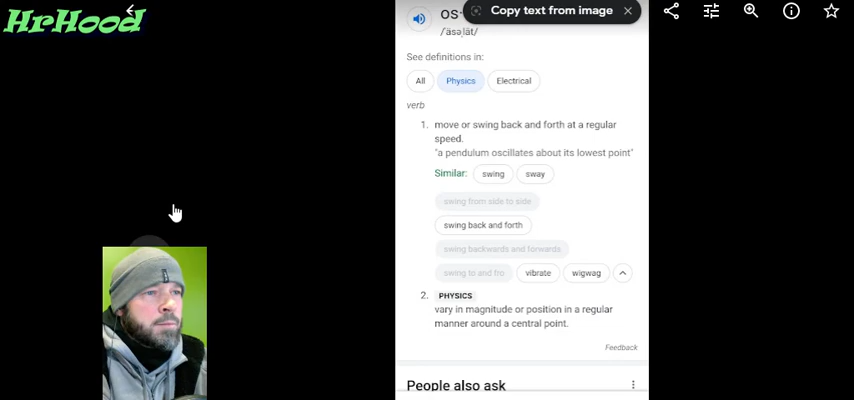 HrHood
Copy text from image
/ˈäsəˌlāt/
See definitions in:
All
Physics
Electrical
verb
1. move or swing back and forth at a regular
speed.
"a pendulum oscillates about its lowest point"
Similar:
swing
sway
swing from side to side
swing back and forth
swing backwards and forwards
swing to and fro
vibrate
wigwag
2. PHYSICS
vary in magnitude or position in a regular
manner around a central point.
Feedback
People also ask